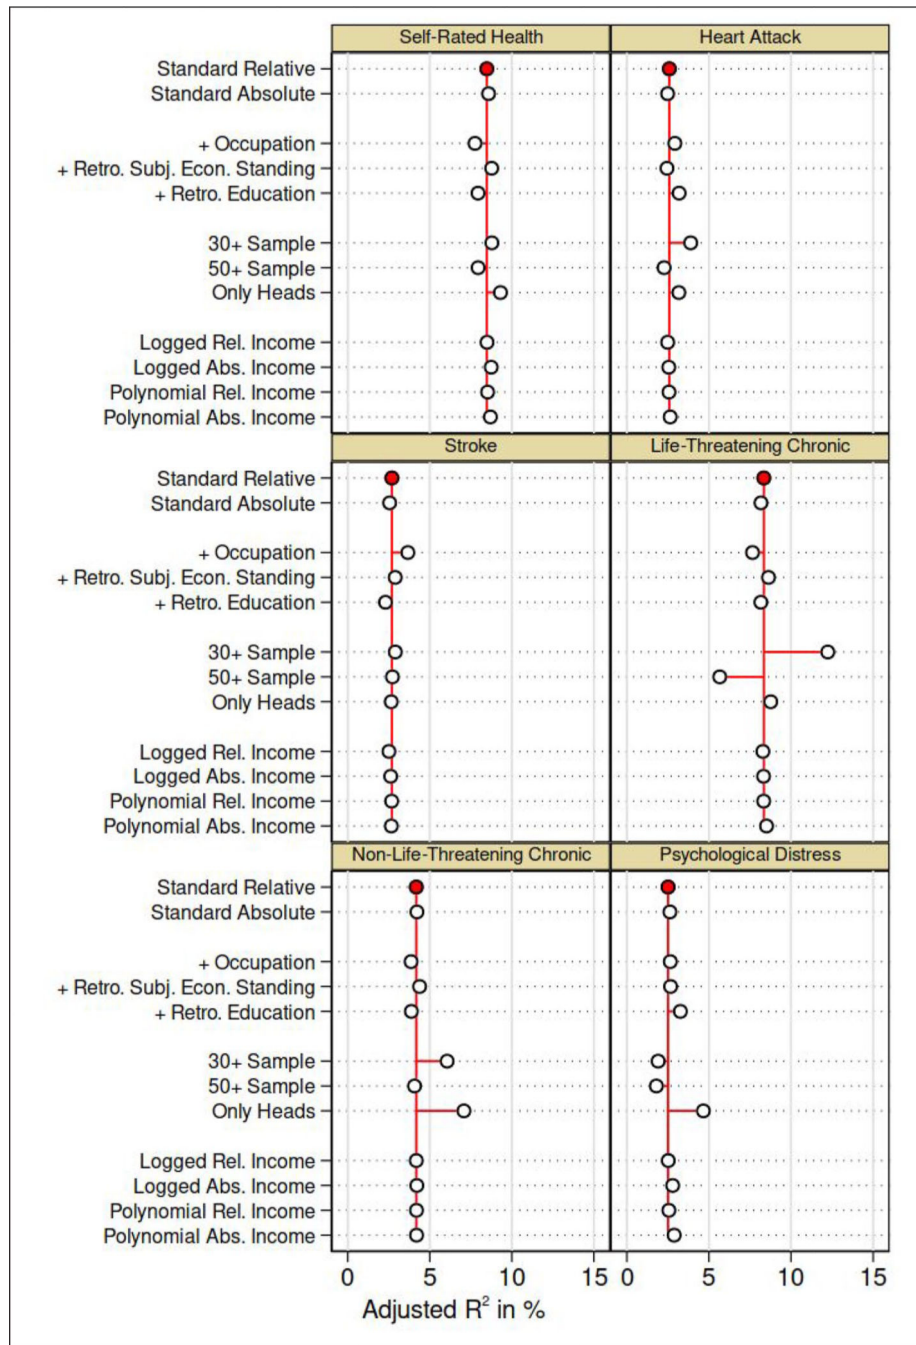 Self-Rated Health
Heart Attack
Standard Relative
Standard Absolute
+ Occupation
+ Retro. Subj. Econ. Standing
+ Retro. Education
30+ Sample
50+ Sample
Only Heads
Logged Rel. Income
Logged Abs. Income
Polynomial Rel. Income
Polynomial Abs. Income
Stroke
Life-Threatening Chronic
Standard Relative
Standard Absolute
+ Occupation
+ Retro. Subj. Econ. Standing
+ Retro. Education
30+ Sample
50+ Sample
Only Heads
Logged Rel. Income
Logged Abs. Income
Polynomial Rel. Income
Polynomial Abs. Income
Non-Life-Threatening Chronic
Psychological Distress
Standard Relative
Standard Absolute
+ Occupation
+ Retro. Subj. Econ. Standing
+ Retro. Education
30+ Sample
50+ Sample
Only Heads
Logged Rel. Income
Logged Abs. Income
Polynomial Rel. Income
Polynomial Abs. Income
0 5 10 15 0 5 10 15
Adjusted R² in %